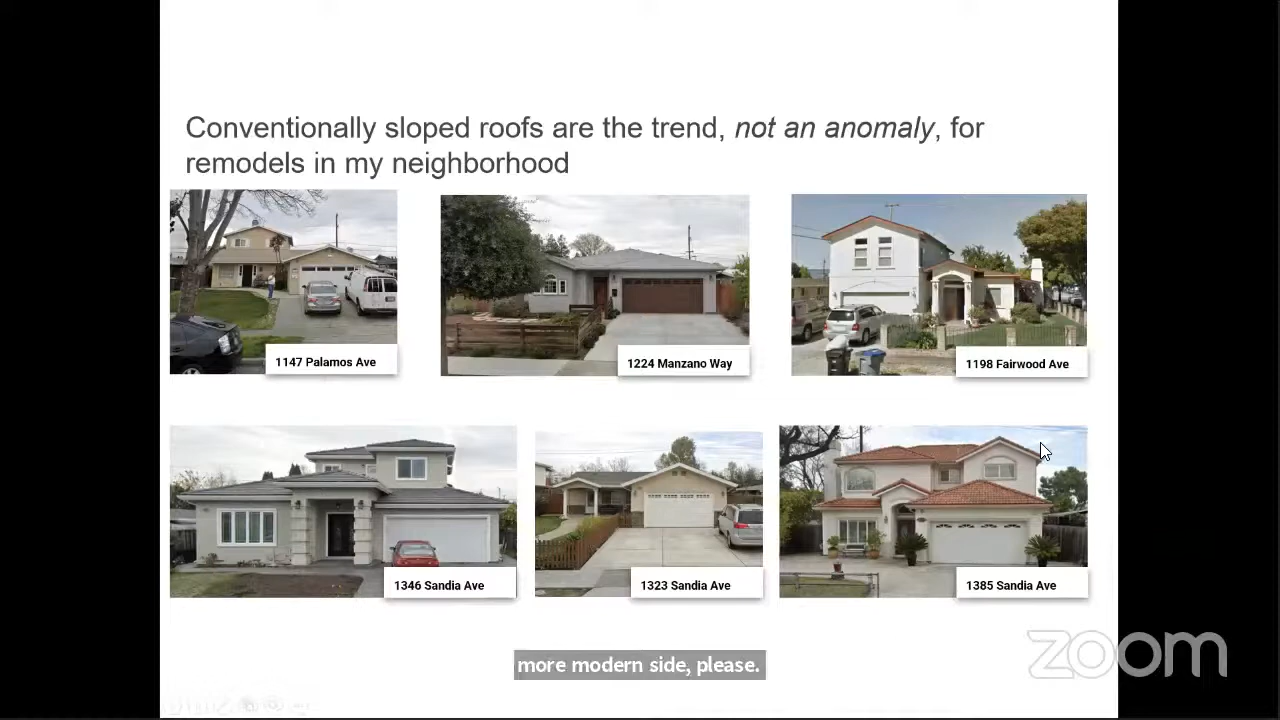 Conventionally sloped roofs are the trend, not an anomaly, for
remodels in my neighborhood
1147 Palamos Ave
1224 Manzano Way
1198 Fairwood Ave
1346 Sandia Ave
1323 Sandia Ave
1385 Sandia Ave
more modern side, please.
zoom